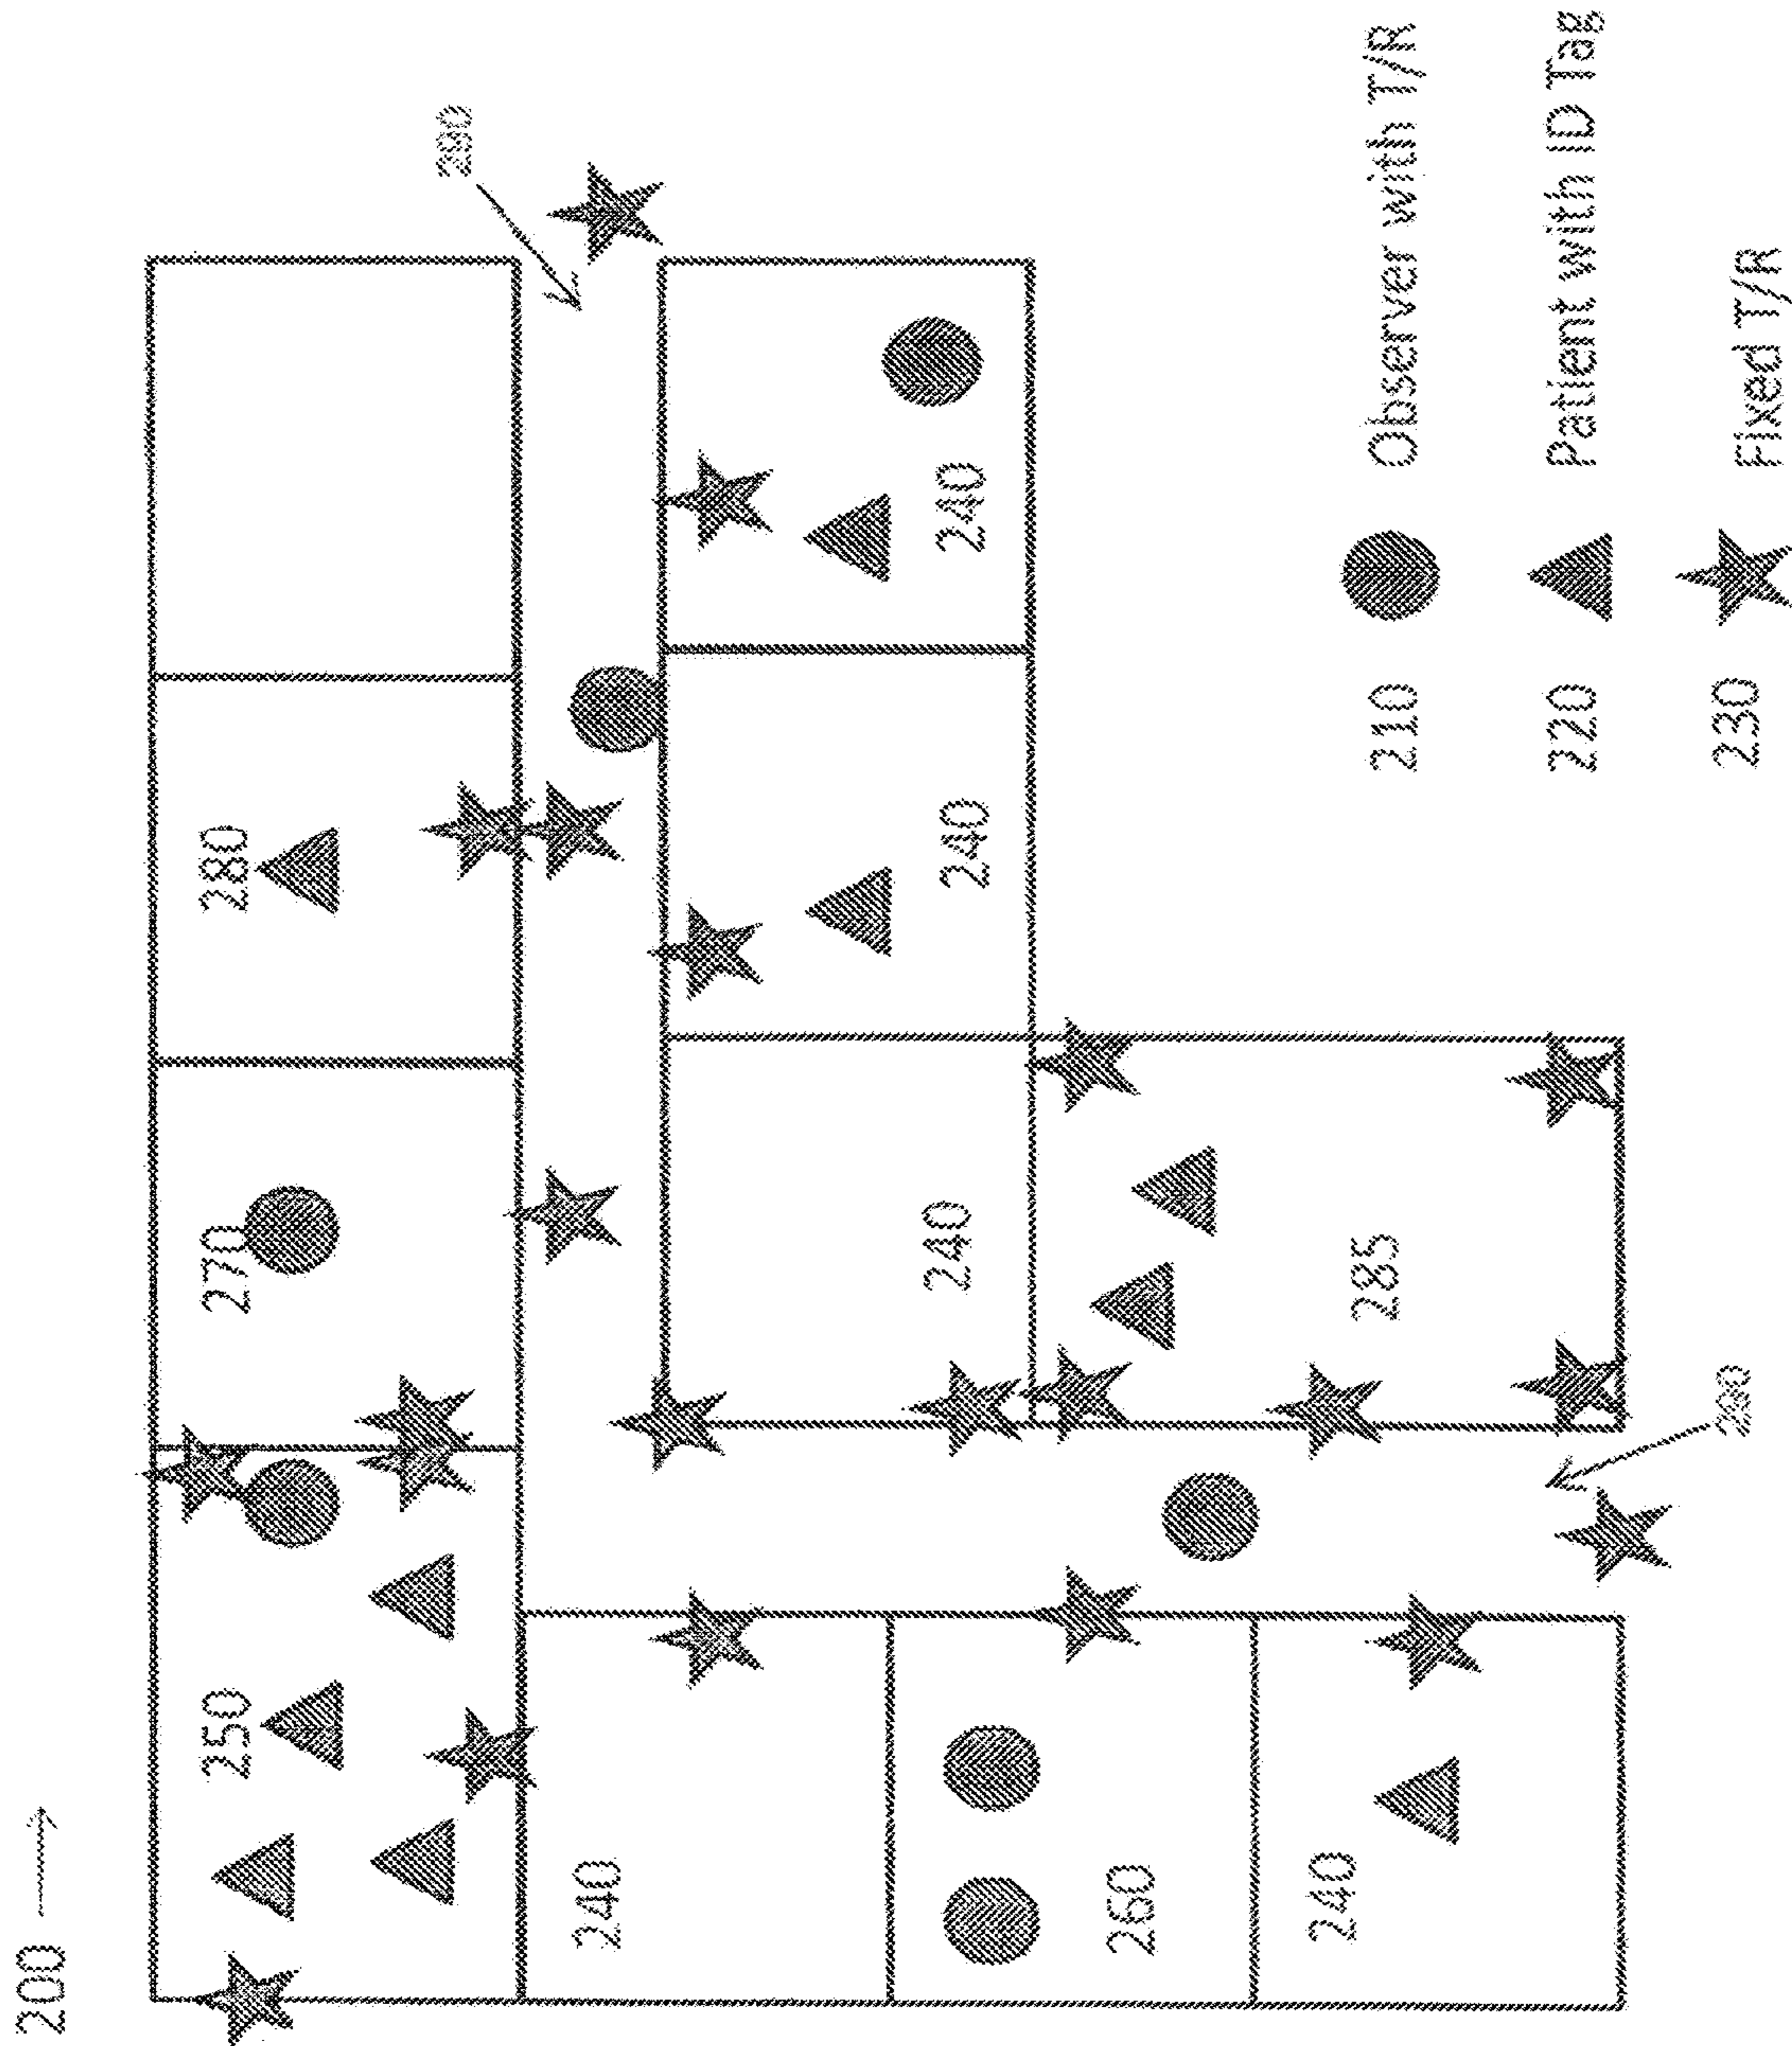 200
250 270 280
240
240 240 240
260
240 285
210 Observer with T/R
220 Patient with ID Tag
230 Fixed T/R